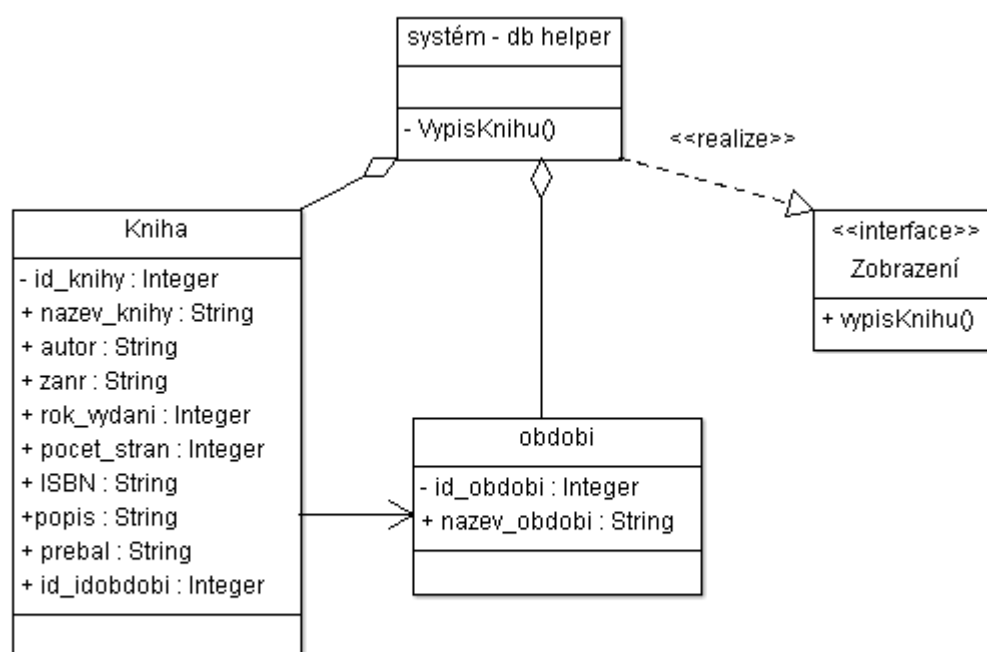 systém - db helper
- VypisKnihu()
<<realize>>
<<interface>>
Zobrazení
+ vypisKnihu()
Kniha
- id_knihy : Integer
+ nazev_knihy : String
+ autor : String
+ zanr : String
+ rok_vydani : Integer
+ pocet_stran : Integer
+ ISBN : String
+popis : String
+ prebal : String
+ id_idobdobi : Integer
obdobi
- id_obdobi : Integer
+ nazev_obdobi : String